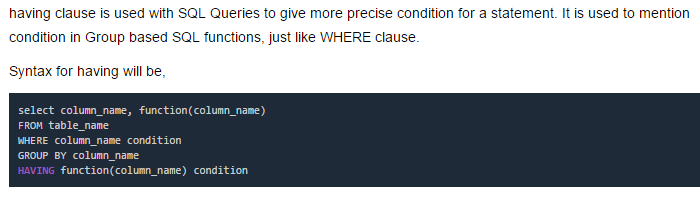 having clause is used with SQL Queries to give more precise condition for a statement. It is used to mention
condition in Group based SQL functions, just like WHERE clause.
Syntax for having will be,
select column_name, function(column_name)
FROM table_name
WHERE column_name condition
GROUP BY column_name
HAVING function(column_name) condition